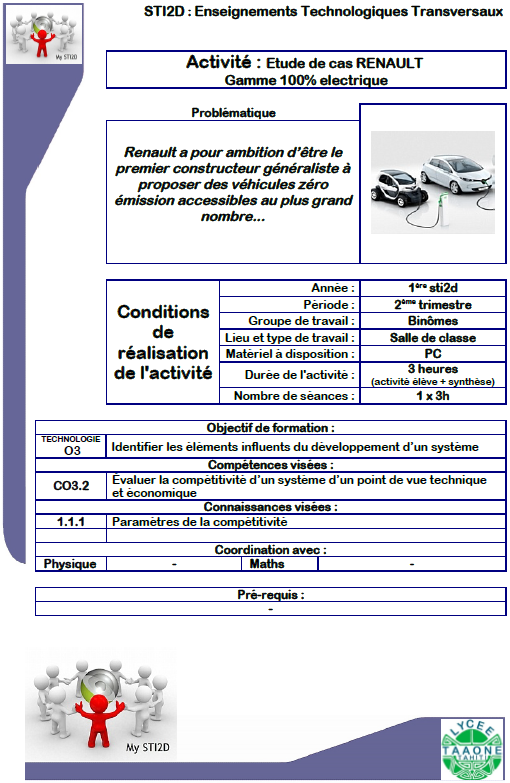 STI2D : Enseignements Technologiques Transversaux
My STI2D
Activité : Etude de cas RENAULT
Gamme 100% electrique
Problématique
Renault a pour ambition d'être le
premier constructeur généraliste à
proposer des véhicules zéro
émission accessibles au plus grand
nombre...
Conditions
de
réalisation
de l'activité
Année : 1ère sti2d
Période : 2ème trimestre
Groupe de travail : Binômes
Lieu et type de travail : Salle de classe
Matériel à disposition : PC
Durée de l'activité : 3 heures
(activité élève + synthèse)
Nombre de séances : 1 x 3h
Objectif de formation :
TECHNOLOGIE
O3 Identifier les éléments influents du développement d'un système
Compétences visées :
CO3.2 Évaluer la compétitivité d'un système d'un point de vue technique
et économique
Connaissances visées :
1.1.1 Paramètres de la compétitivité
Coordination avec :
Physique - Maths -
Pré-requis :
-
My STI2D
LYCEE
TAAONE
TAHITI